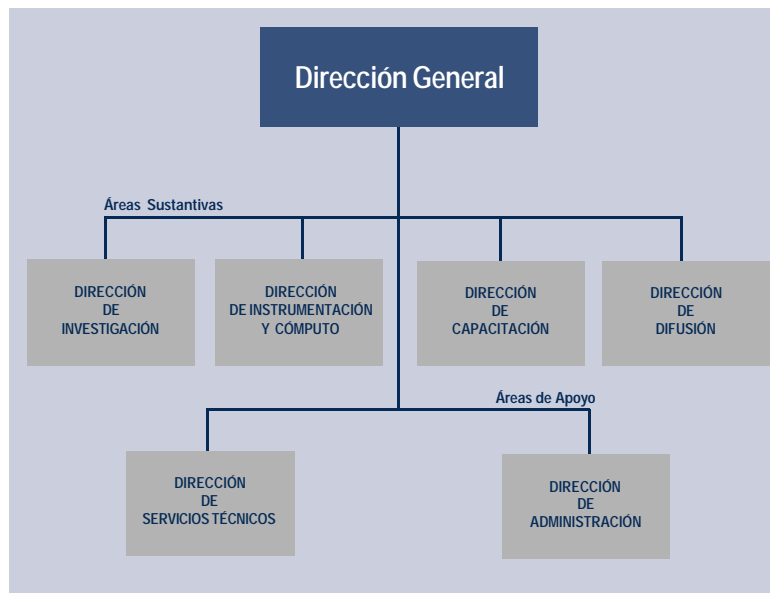 Dirección General
Áreas Sustantivas
DIRECCIÓN
DE
INVESTIGACIÓN
DIRECCIÓN
DE INSTRUMENTACIÓN
Y CÓMPUTO
DIRECCIÓN
DE
CAPACITACIÓN
DIRECCIÓN
DE
DIFUSIÓN
Áreas de Apoyo
DIRECCIÓN
DE
SERVICIOS TÉCNICOS
DIRECCIÓN
DE
ADMINISTRACIÓN